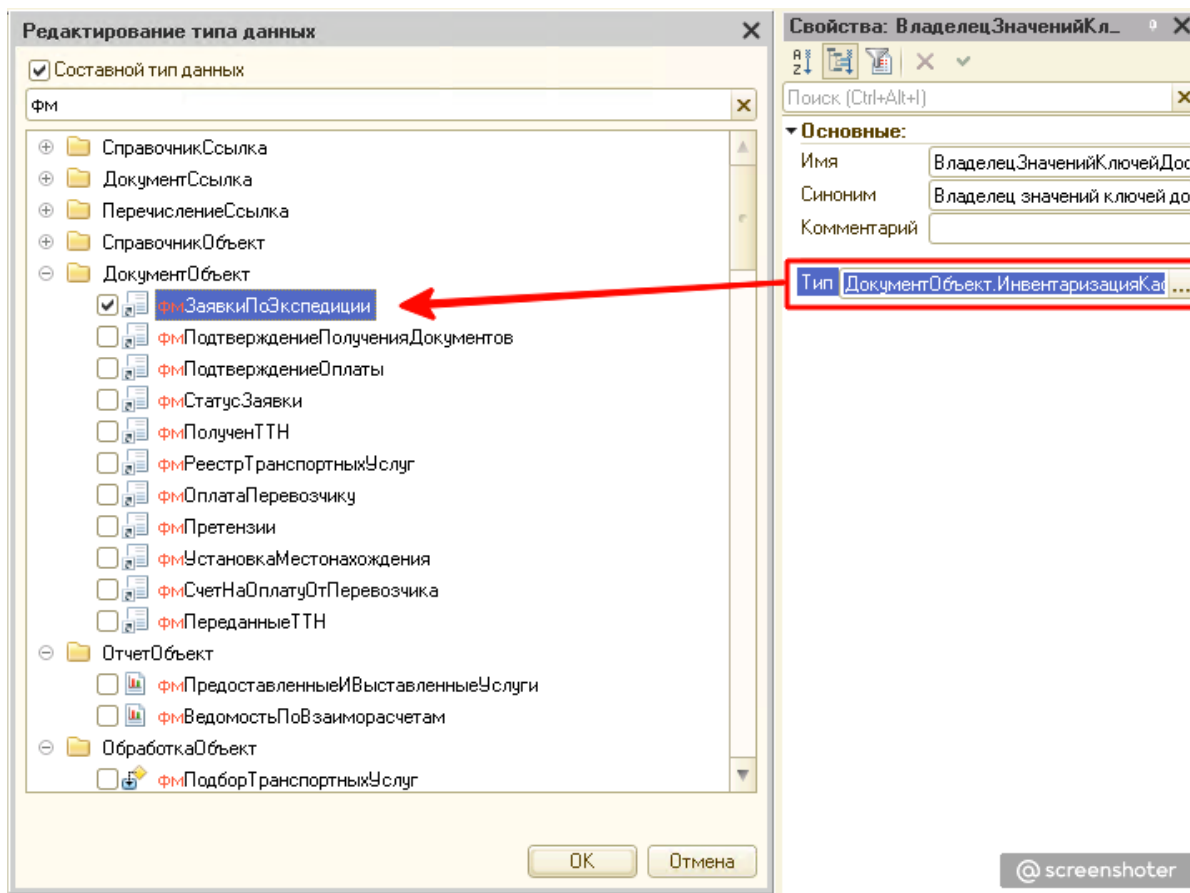 Редактирование типа данных
Составной тип данных
фм
СправочникСсылка
ДокументСсылка
ПеречислениеСсылка
СправочникОбъект
ДокументОбъект
фмЗаявкиПоЭкспедиции
фмПодтверждениеПолученияДокументов
фмПодтверждениеОплаты
фмСтатусЗаявки
фмПолученТТН
фмРеестрТранспортныхУслуг
фмОплатаПеревозчику
фмПретензии
фмУстановкаМестонахождения
фмСчетНаОплатуОтПеревозчика
фмПереданныеТТН
ОтчетОбъект
фмПредоставленныеИВыставленныеУслуги
фмВедомостьПоВзаиморасчетам
ОбработкаОбъект
фмПодборТранспортныхУслуг
ОК
Отмена
Свойства: ВладелецЗначенийКл...
Поиск (Ctrl+Alt+I)
Основные:
Имя
ВладелецЗначенийКлючейДос
Синоним
Владелец значений ключей до
Комментарий
Тип
ДокументОбъект.ИнвентаризацияКас
...
@screenshoter